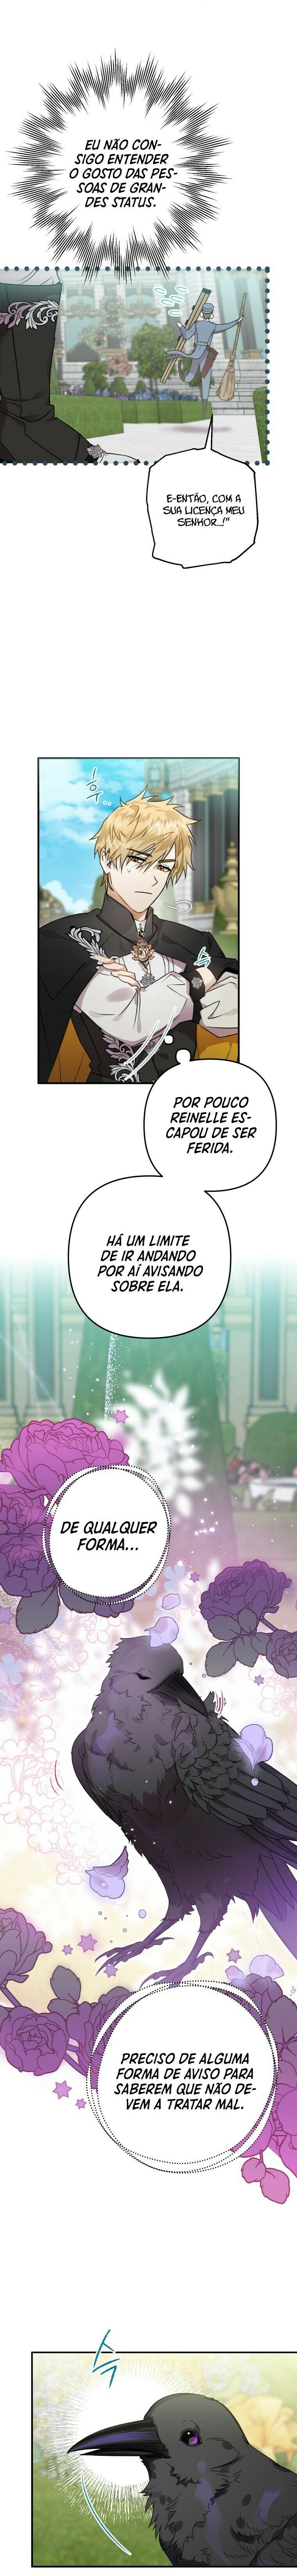 EU NÃO CON-
SIGO ENTENDER
O GOSTO DAS PES-
SOAS DE GRAN-
DES STATUS.
E-ENTÃO, COM A
SUA LICENÇA MEU
SENHOR...!"
POR POUCO
REINELLE ES-
CAPOU DE SER
FERIDA.
HÁ UM LIMITE
DE IR ANDANDO
POR AÍ AVISANDO
SOBRE ELA.
DE QUALQUER
FORMA...
PRECISO DE ALGUMA
FORMA DE AVISO PARA
SABEREM QUE NÃO DE-
VEM A TRATAR MAL.